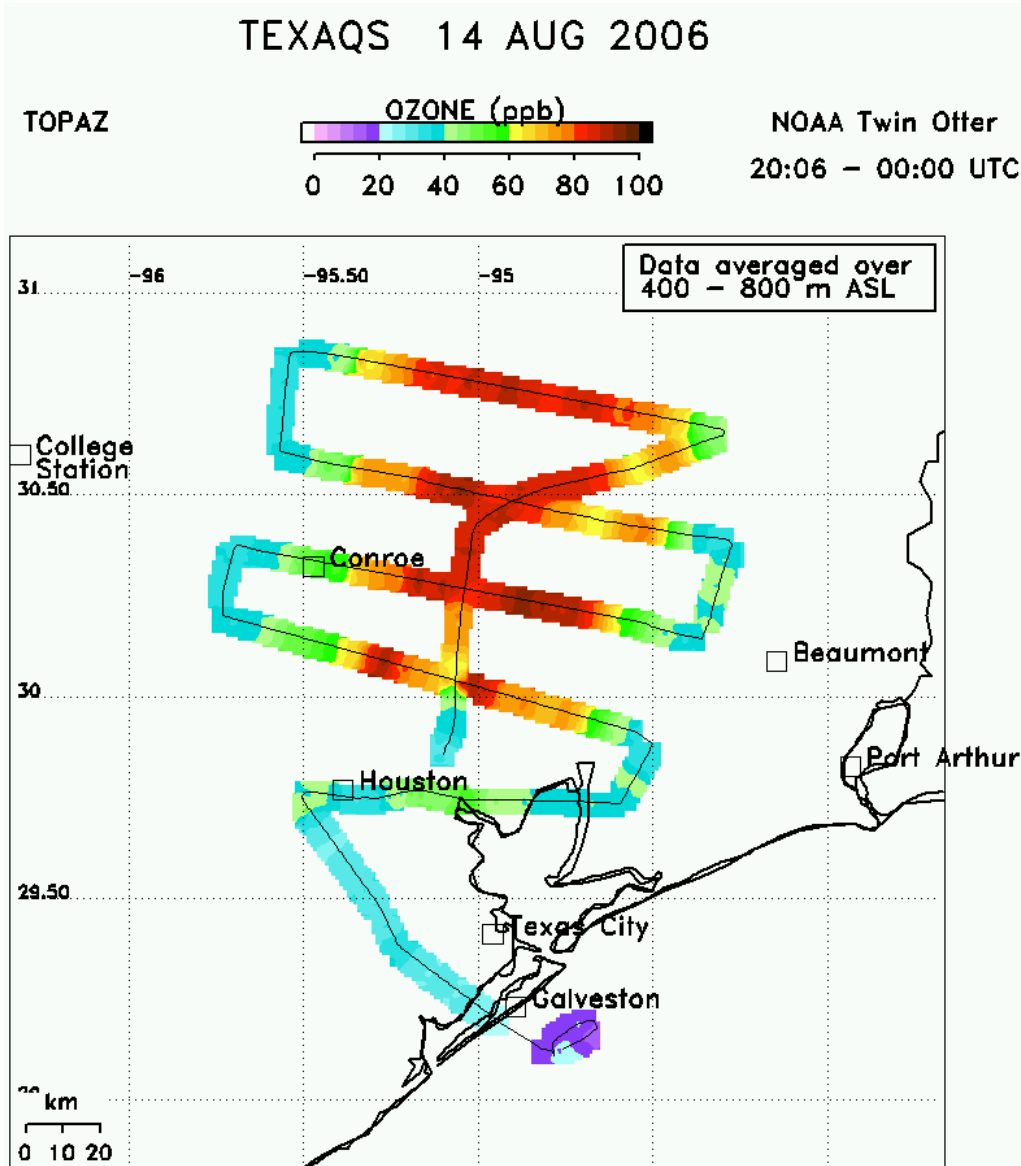 TEXAQS 14 AUG 2006
TOPAZ
OZONE (ppb)
0 20 40 60 80 100
NOAA Twin Otter
20:06 - 00:00 UTC
-96 -95.50 -95
Data averaged over
400 - 800 m ASL
31
College
Station
30.50
Conroe
Beaumont
30
Port Arthur
Houston
29.50
Texas City
Galveston
km
0 10 20